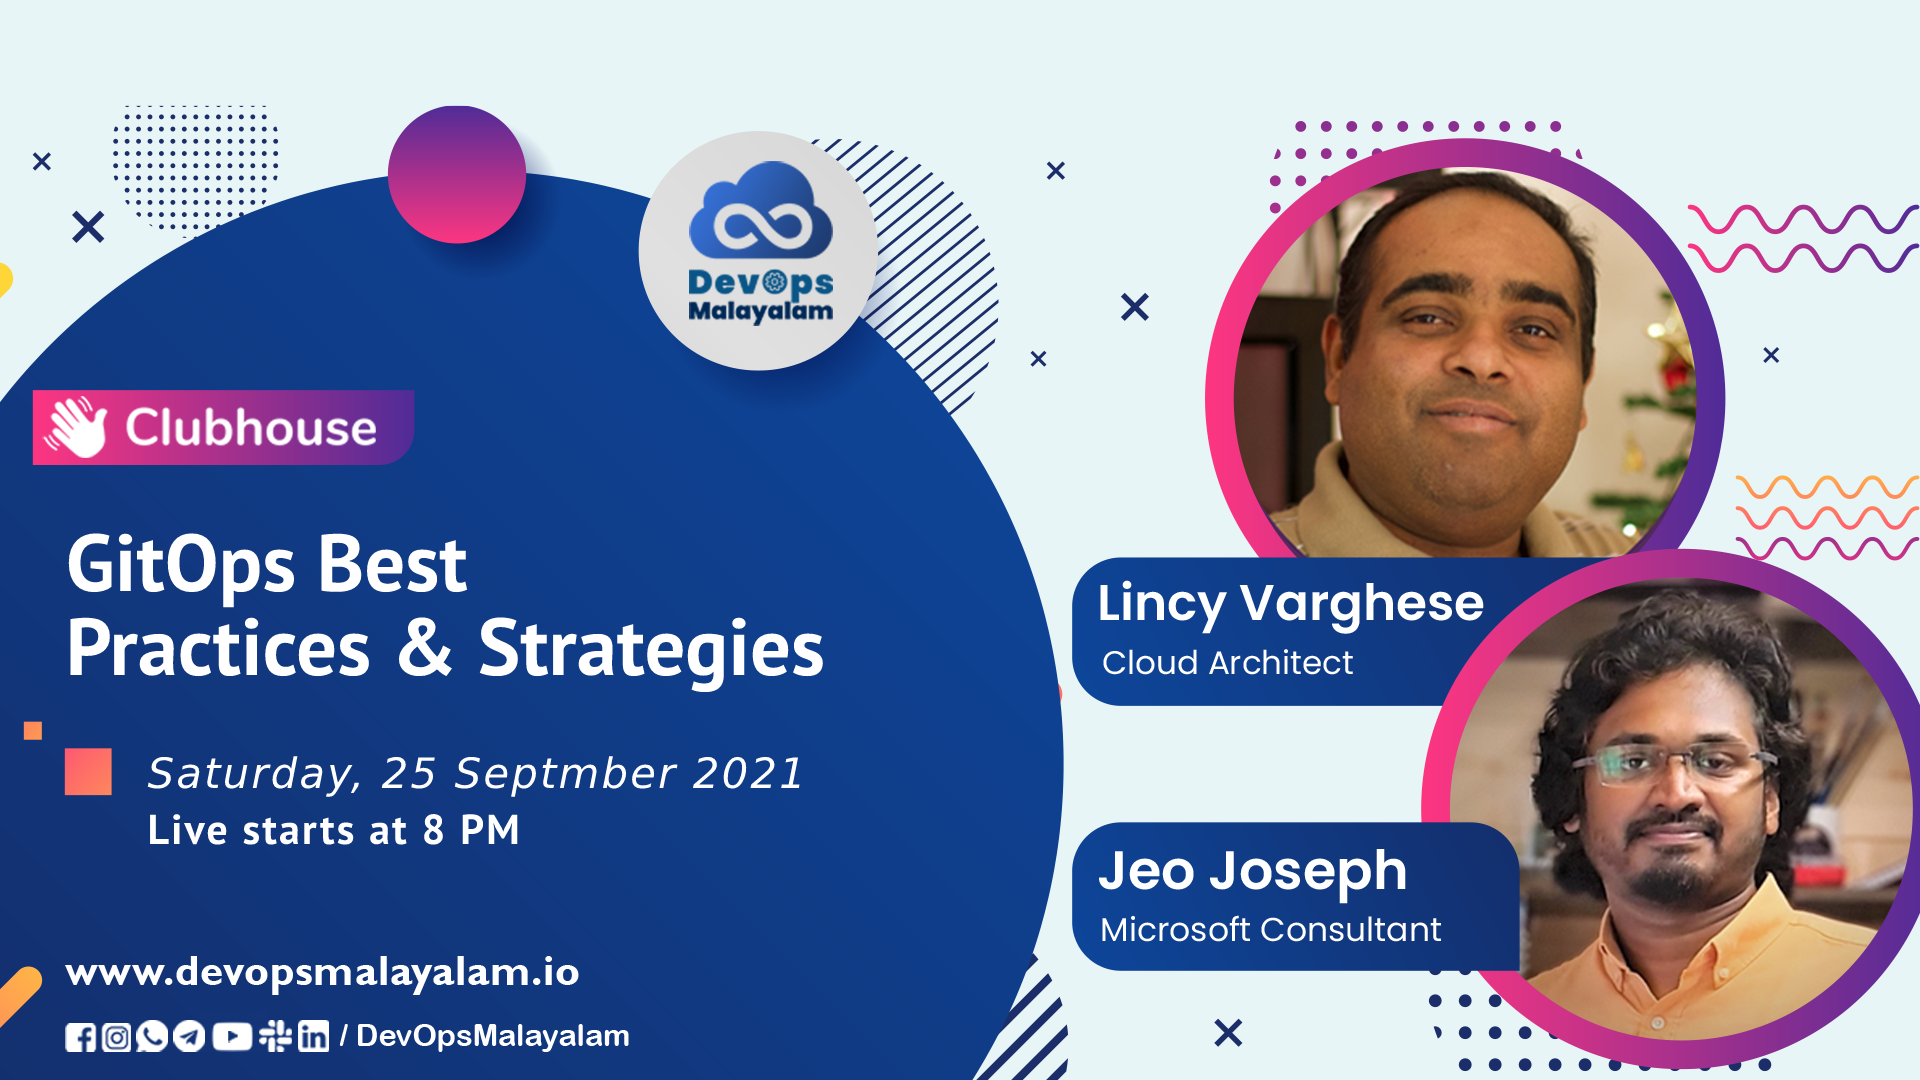 DevOps
Malayalam
Clubhouse
GitOps Best
Practices & Strategies
Saturday, 25 Septmber 2021
Live starts at 8 PM
www.devopsmalayalam.io
/ DevOpsMalayalam
Lincy Varghese
Cloud Architect
Jeo Joseph
Microsoft Consultant